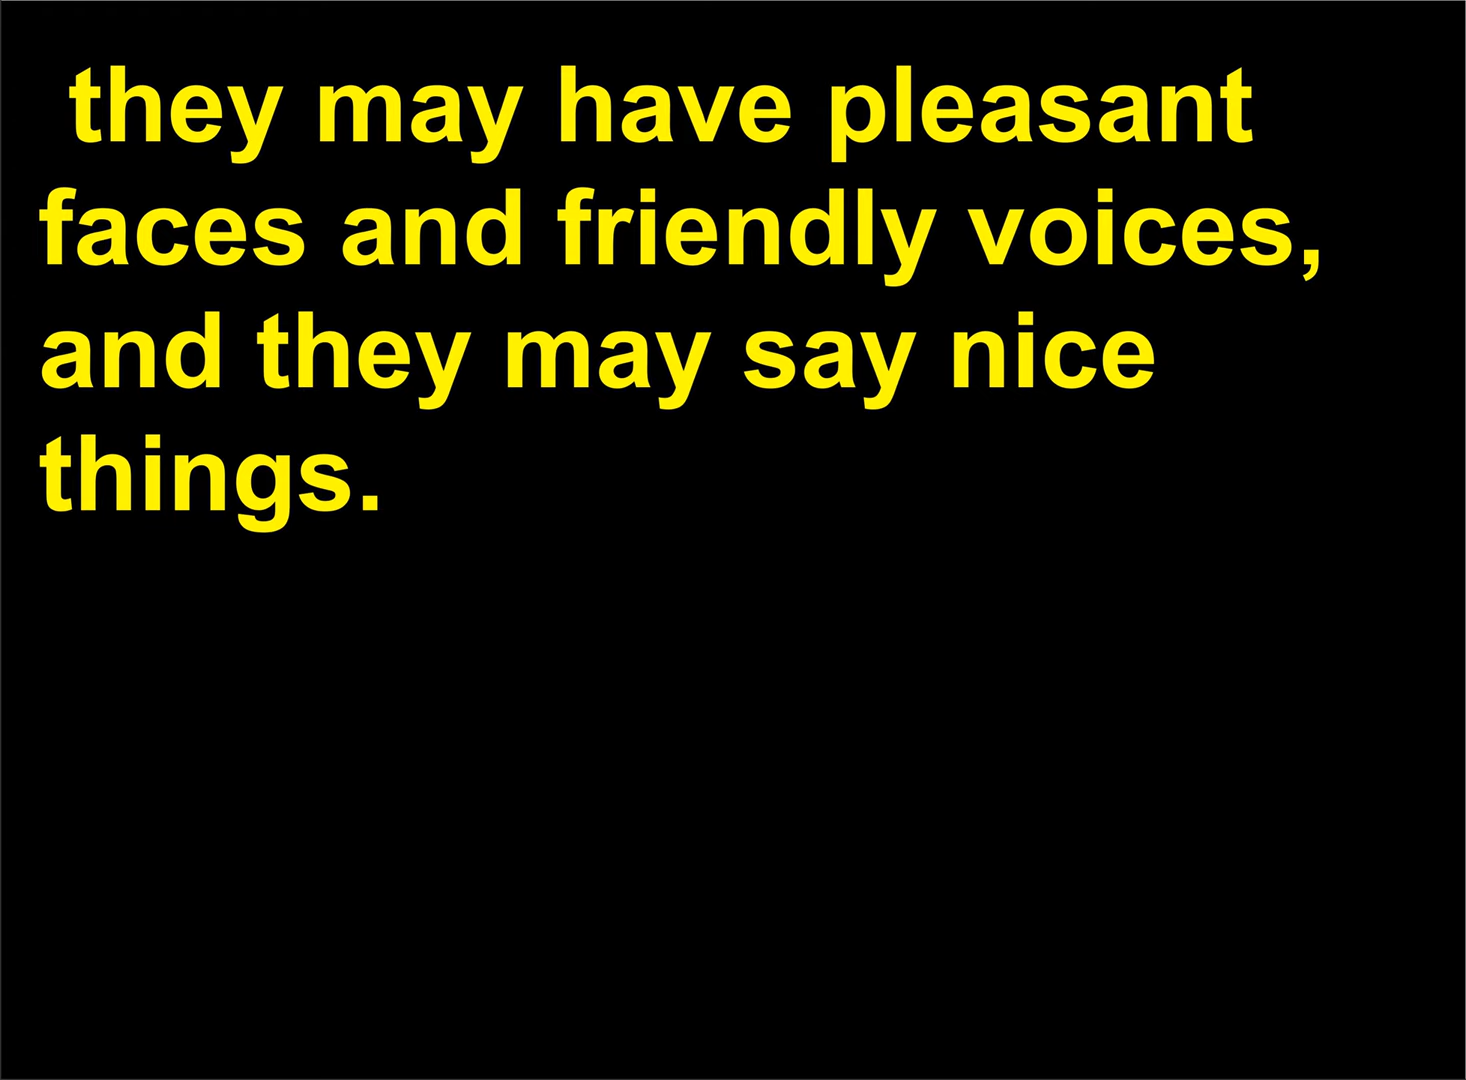 they may have pleasant
faces and friendly voices,
and they may say nice
things.